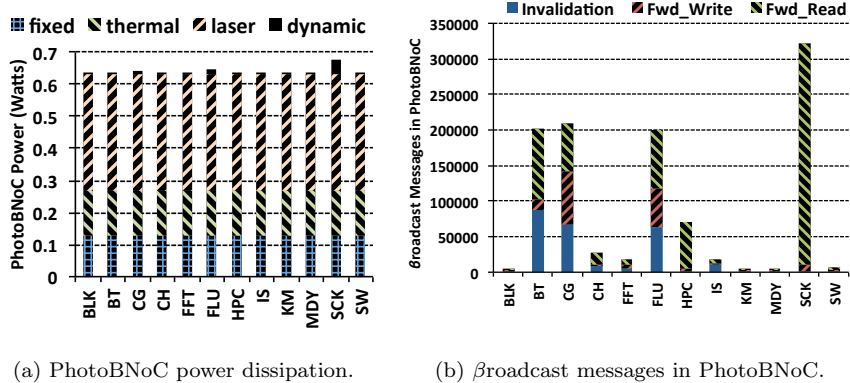 fixed thermal laser dynamic
PhotoBNoC Power (Watts)
0.7
0.6
0.5
0.4
0.3
0.2
0.1
0
BLK BT CG CH FFT FLU HPC IS KM MDY SCK SW
(a) PhotoBNoC power dissipation.
Invalidation Fwd_Write Fwd_Read
βroadcast Messages in PhotoBNoC
350000
300000
250000
200000
150000
100000
50000
0
BLK BT CG CH FFT FLU HPC IS KM MDY SCK SW
(b) βroadcast messages in PhotoBNoC.